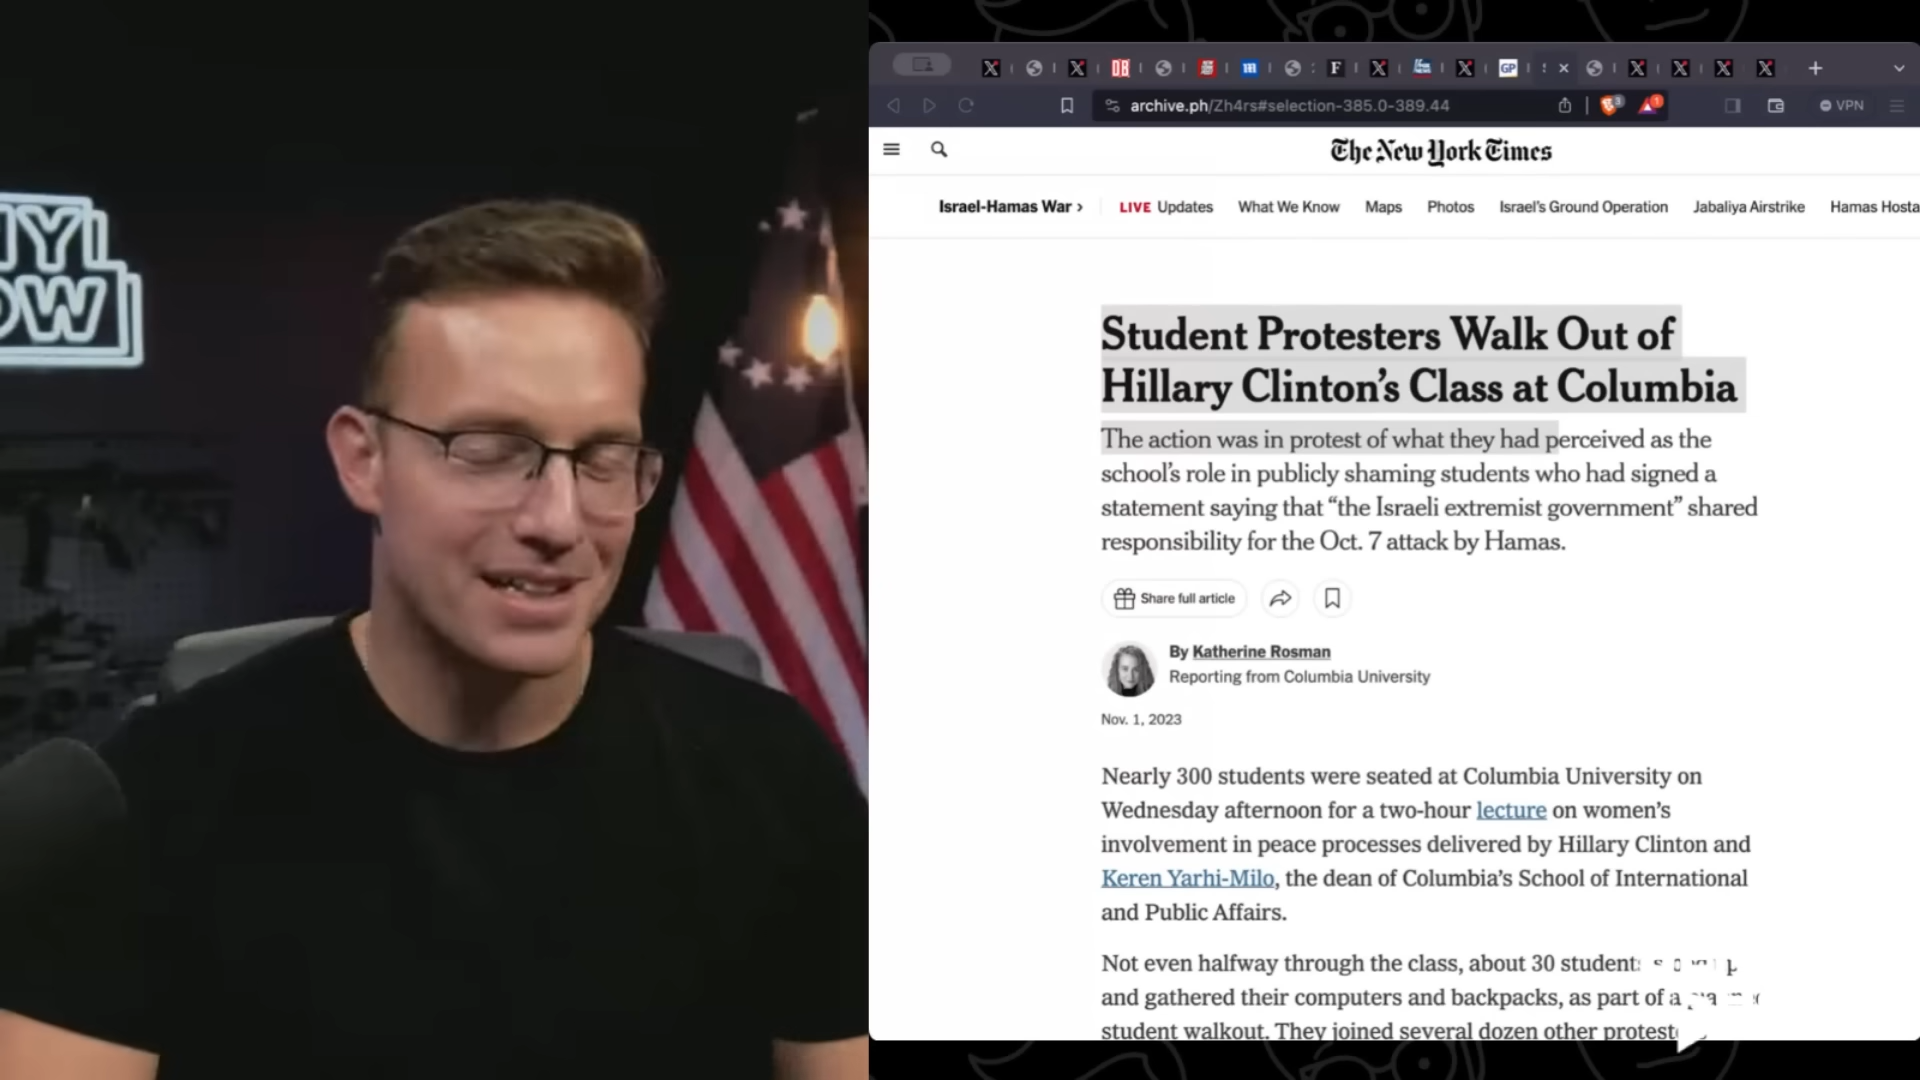 OW
archive.ph/Zh4rs#selection-385.0-389.44
VPN
The New York Times
Israel-Hamas War ›
LIVE Updates
What We Know
Maps
Photos
Israel's Ground Operation
Jabaliya Airstrike
Hamas Hosta
Student Protesters Walk Out of
Hillary Clinton's Class at Columbia
The action was in protest of what they had perceived as the
school's role in publicly shaming students who had signed a
statement saying that “the Israeli extremist government” shared
responsibility for the Oct. 7 attack by Hamas.
Share full article
By Katherine Rosman
Reporting from Columbia University
Nov. 1, 2023
Nearly 300 students were seated at Columbia University on
Wednesday afternoon for a two-hour lecture on women's
involvement in peace processes delivered by Hillary Clinton and
Keren Yarhi-Milo, the dean of Columbia's School of International
and Public Affairs.
Not even halfway through the class, about 30 student
and gathered their computers and backpacks, as part of a
student walkout. They joined several dozen other protest